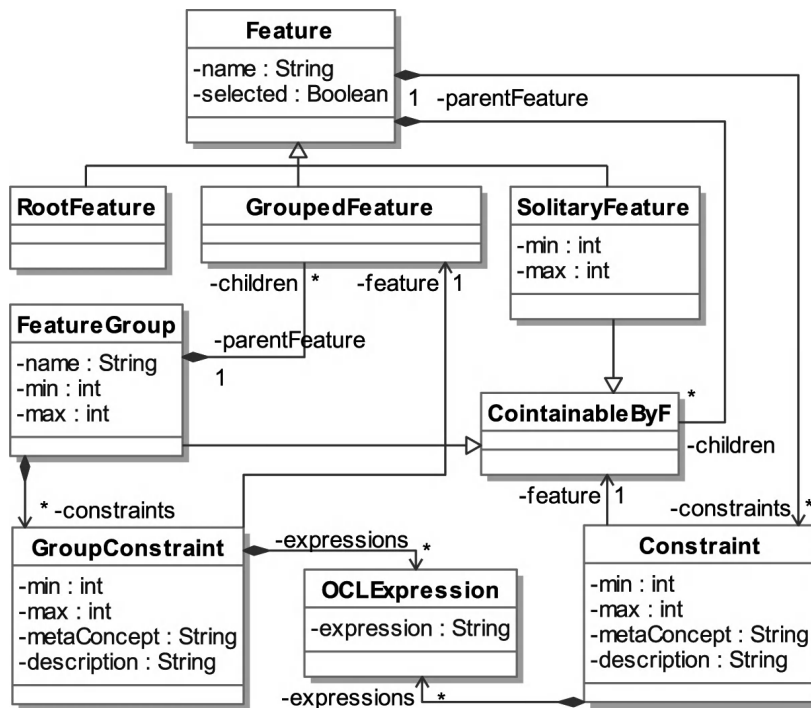 Feature
-name : String
-selected : Boolean
1 -parentFeature
RootFeature
GroupedFeature
SolitaryFeature
-min : int
-max : int
-children *
-feature 1
FeatureGroup
-name : String
-min : int
-max : int
-parentFeature
1
CointainableByF
*
-children
* -constraints
-feature 1
-constraints *
GroupConstraint
-min : int
-max : int
-metaConcept : String
-description : String
-expressions *
OCLExpression
-expression : String
Constraint
-min : int
-max : int
-metaConcept : String
-description : String
-expressions *